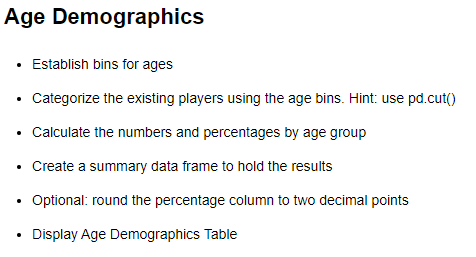 Age Demographics
Establish bins for ages
Categorize the existing players using the age bins. Hint: use pd.cut()
Calculate the numbers and percentages by age group
Create a summary data frame to hold the results
Optional: round the percentage column to two decimal points
Display Age Demographics Table